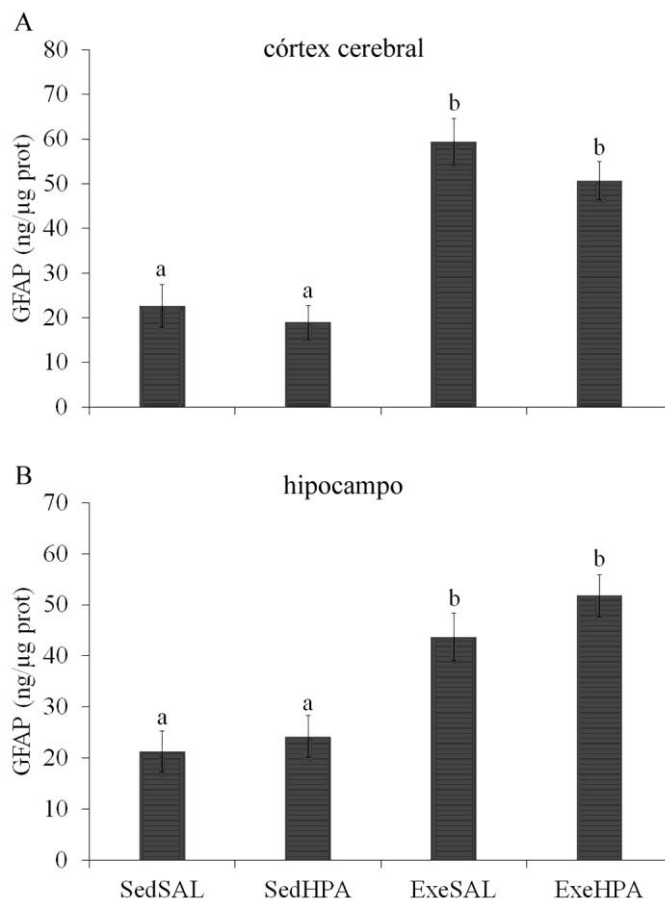 A
córtex cerebral
GFAP (ng/µg prot)
80
70
60
50
40
30
20
10
0
a
a
b
b
B
hipocampo
GFAP (ng/µg prot)
70
60
50
40
30
20
10
0
a
a
b
b
SedSAL SedHPA ExeSAL ExeHPA